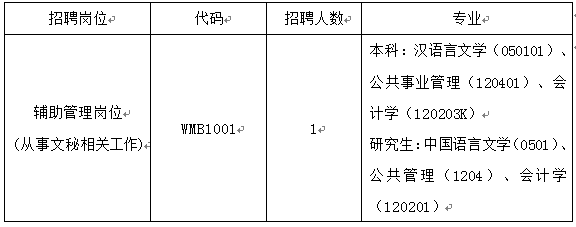 招聘岗位 代码 招聘人数 专业
辅助管理岗位
(从事文秘相关工作)
WMB1001
1
本科：汉语言文学（050101）、
公共事业管理（120401）、会
计学（120203K）
研究生：中国语言文学(0501)、
公共管理（1204）、会计学
（120201）